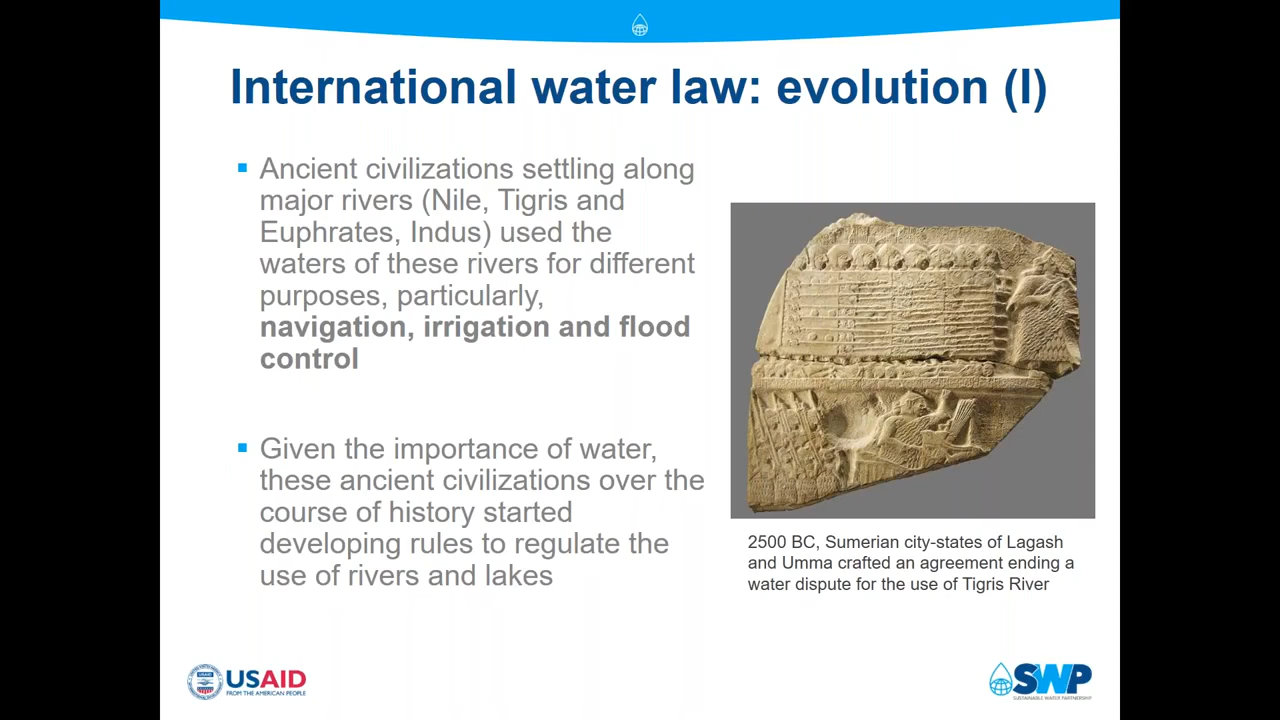 International water law: evolution (I)
Ancient civilizations settling along
major rivers (Nile, Tigris and
Euphrates, Indus) used the
waters of these rivers for different
purposes, particularly,
navigation, irrigation and flood
control
Given the importance of water,
these ancient civilizations over the
course of history started
developing rules to regulate the
use of rivers and lakes
2500 BC, Sumerian city-states of Lagash
and Umma crafted an agreement ending a
water dispute for the use of Tigris River
USAID
FROM THE AMERICAN PEOPLE
SWP
SUSTAINABLE WATER PARTNERSHIP